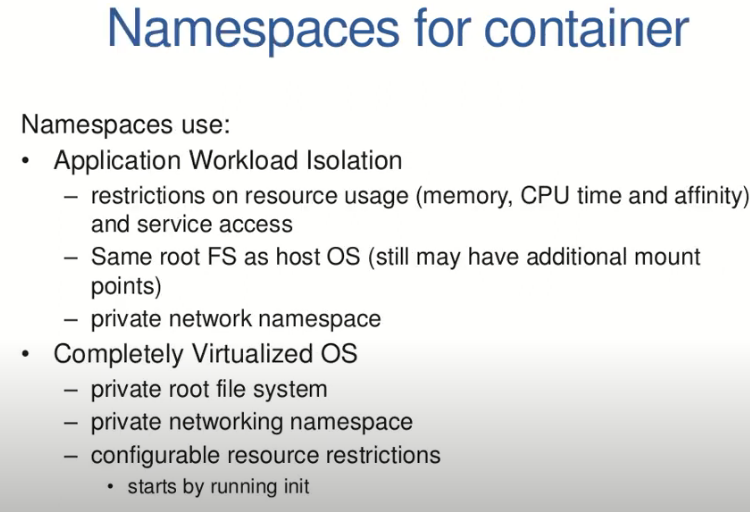 Namespaces for container
Namespaces use:
• Application Workload Isolation
– restrictions on resource usage (memory, CPU time and affinity)
and service access
– Same root FS as host OS (still may have additional mount
points)
– private network namespace
• Completely Virtualized OS
– private root file system
– private networking namespace
– configurable resource restrictions
• starts by running init